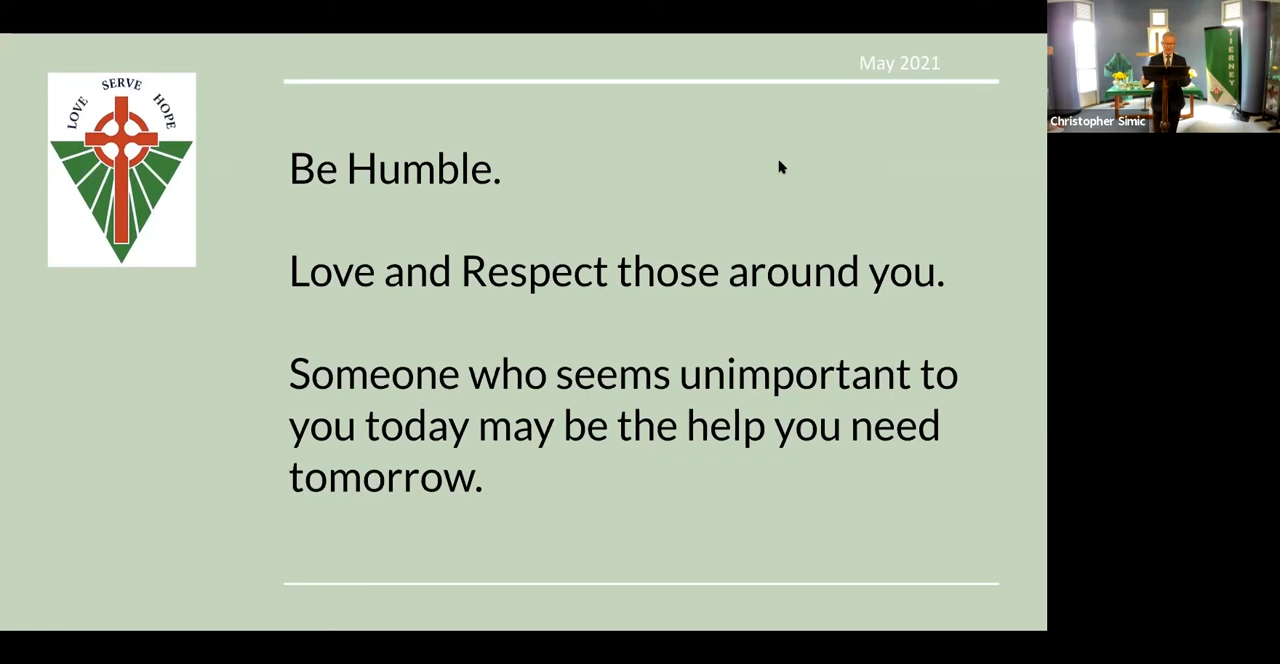 May 2021
LOVE SERVE HOPE
Be Humble.
Love and Respect those around you.
Someone who seems unimportant to
you today may be the help you need
tomorrow.
TIERNEY
Christopher Simic